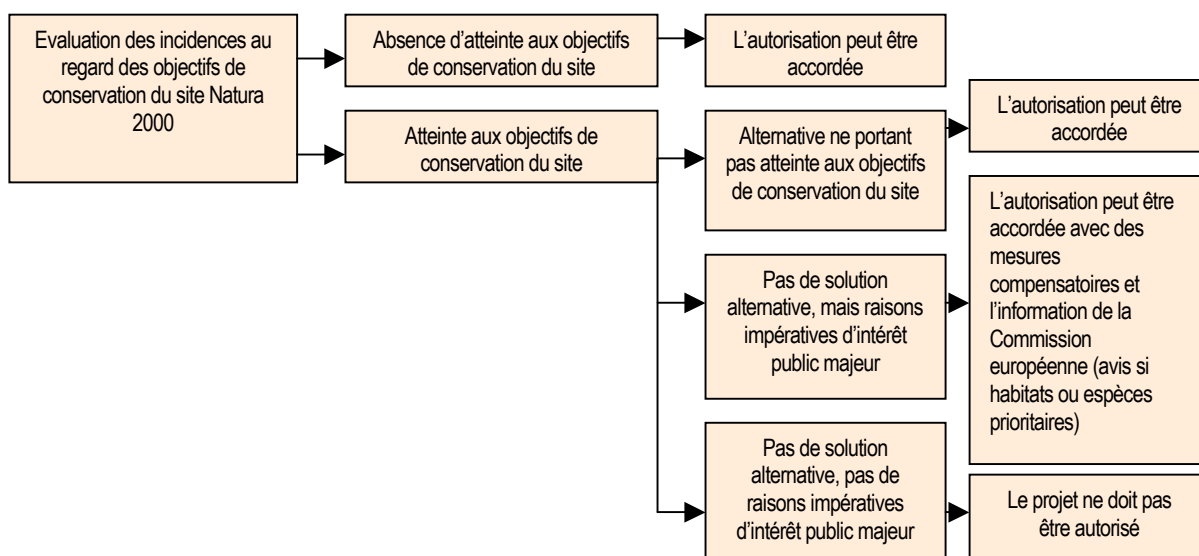 Evaluation des incidences au
regard des objectifs de
conservation du site Natura
2000
Absence d’atteinte aux objectifs
de conservation du site
L’autorisation peut être
accordée
Atteinte aux objectifs de
conservation du site
Alternative ne portant
pas atteinte aux objectifs
de conservation du site
L’autorisation peut être
accordée
Pas de solution
alternative, mais raisons
impératives d’intérêt
public majeur
L’autorisation peut être
accordée avec des
mesures
compensatoires et
l’information de la
Commission
européenne (avis si
habitats ou espèces
prioritaires)
Pas de solution
alternative, pas de
raisons impératives
d’intérêt public majeur
Le projet ne doit pas
être autorisé